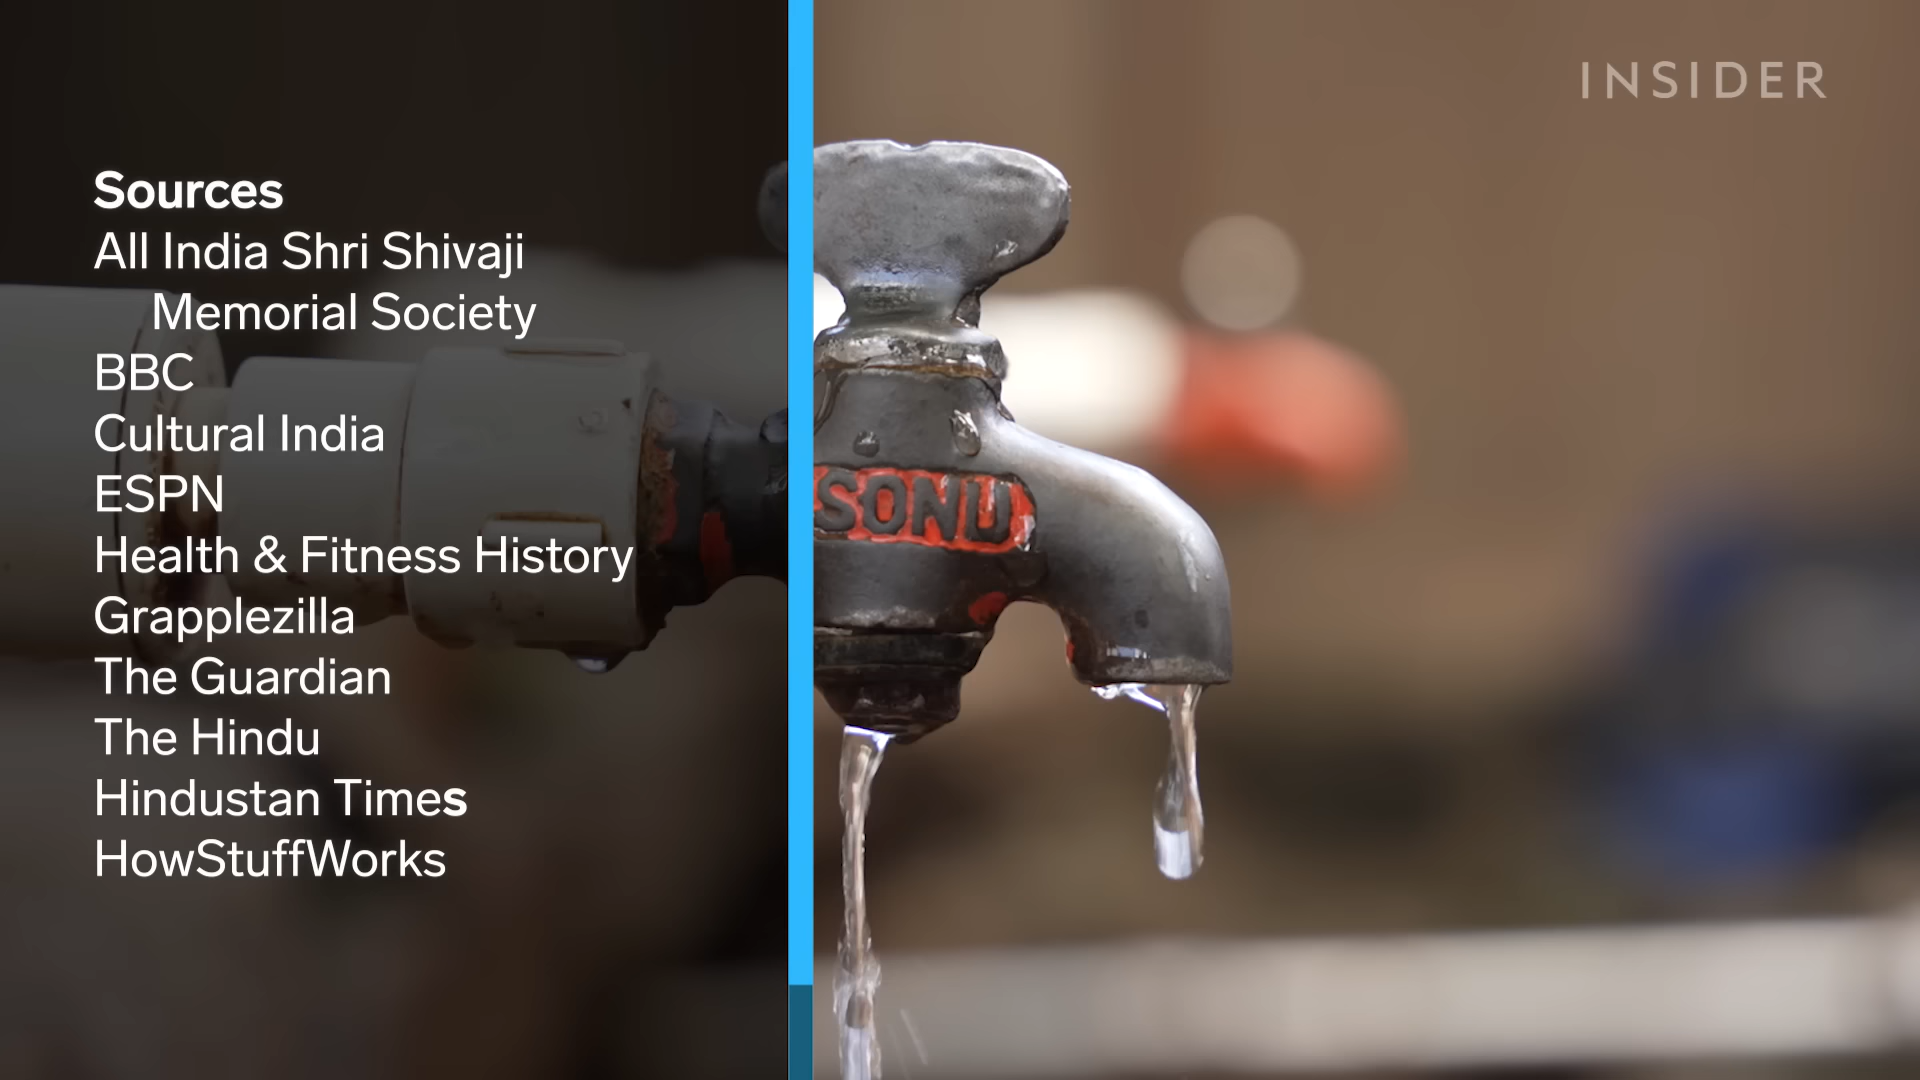 INSIDER
Sources
All India Shri Shivaji
Memorial Society
BBC
Cultural India
ESPN
Health & Fitness History
Grapplezilla
The Guardian
The Hindu
Hindustan Times
HowStuffWorks
SONU